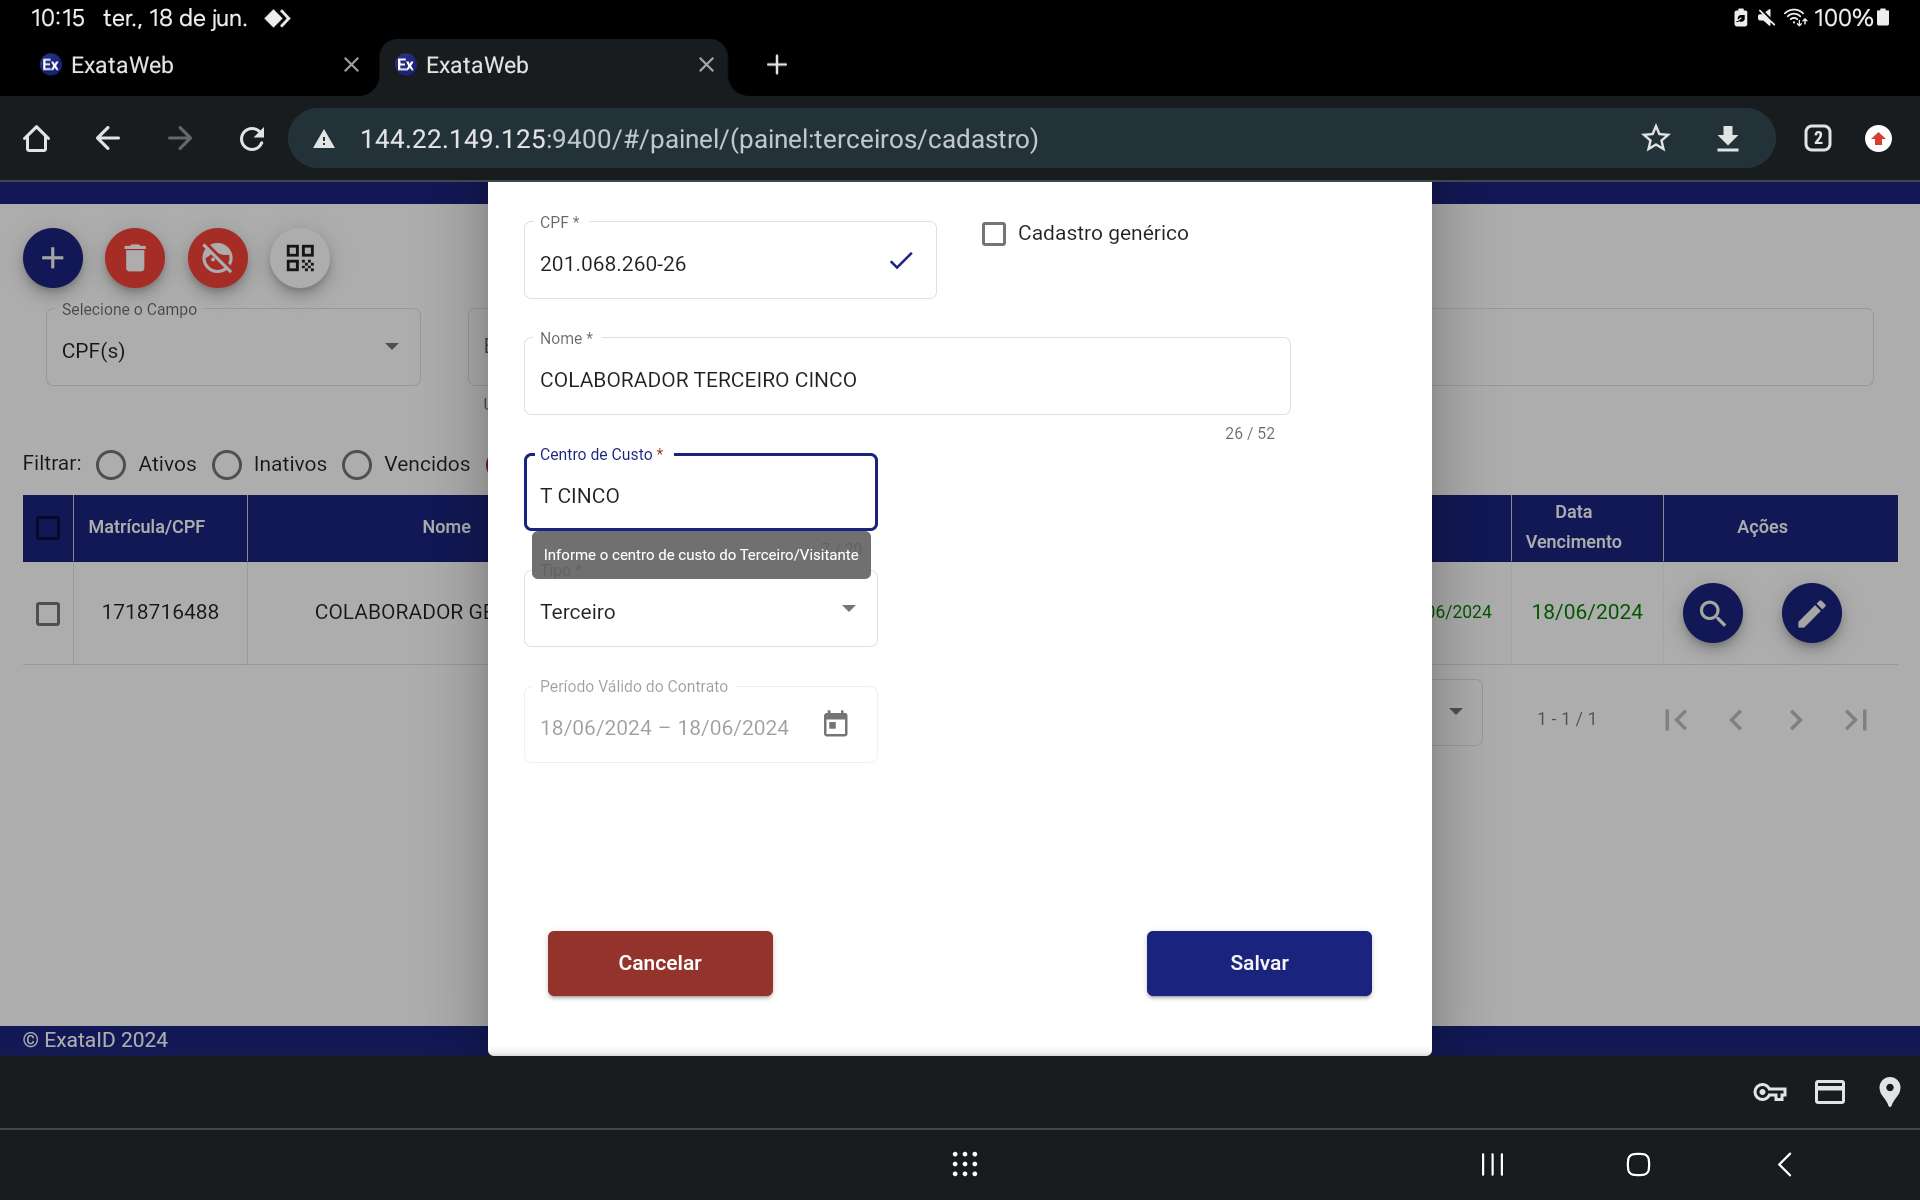 10:15 ter., 18 de jun.
100%
Ex ExataWeb
Ex ExataWeb
144.22.149.125:9400/#/painel/(painel:terceiros/cadastro)
2
CPF *
201.068.260-26
Cadastro genérico
Selecione o Campo
CPF(s)
Nome *
COLABORADOR TERCEIRO CINCO
26 / 52
Filtrar:
Ativos
Inativos
Vencidos
Centro de Custo *
T CINCO
Informe o centro de custo do Terceiro/Visitante
Matrícula/CPF
Nome
Data Vencimento
Ações
Tipo *
Terceiro
1718716488
COLABORADOR GE
06/2024
18/06/2024
Período Válido do Contrato
18/06/2024 – 18/06/2024
1 - 1 / 1
Cancelar
Salvar
© ExataID 2024